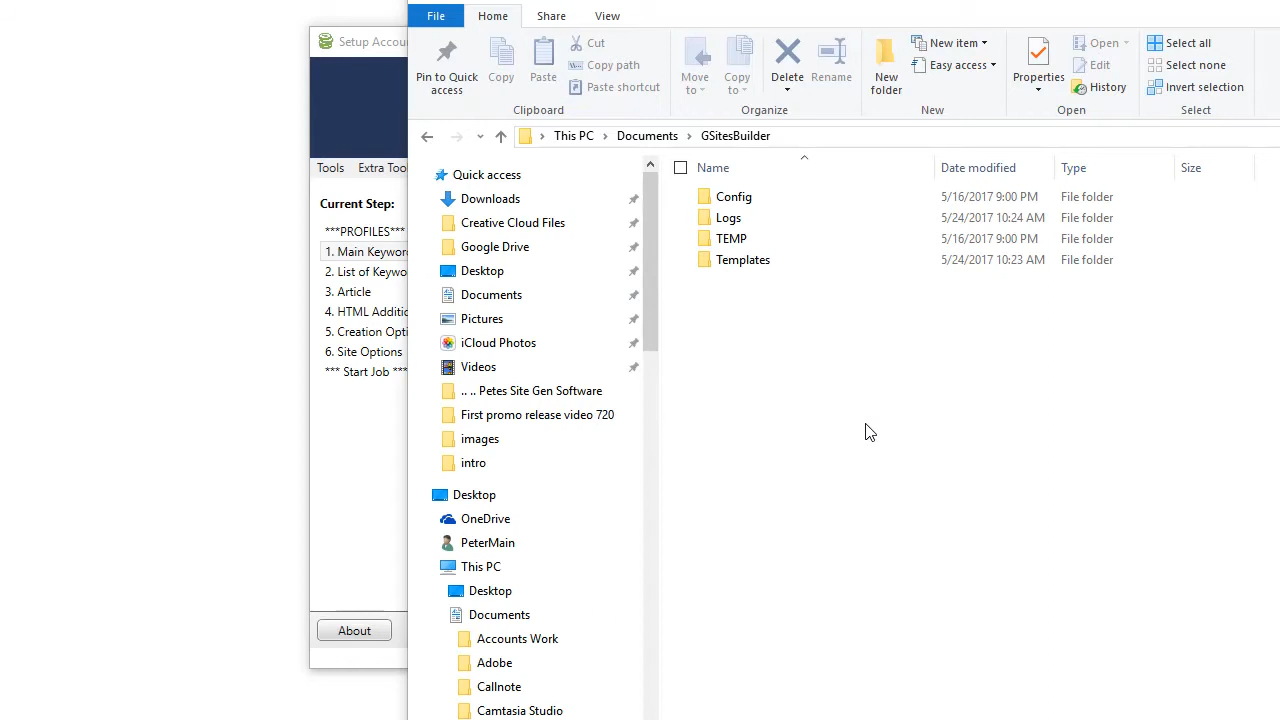 File Home Share View
Setup Accou
Pin to Quick access
Copy
Paste
Cut
Copy path
Paste shortcut
Clipboard
Move to
Copy to
Delete
Rename
Organize
New folder
New item
Easy access
New
Properties
Open
Edit
History
Open
Select all
Select none
Invert selection
Select
This PC > Documents > GSitesBuilder
Tools Extra Tool
Current Step:
***PROFILES***
1. Main Keyword
2. List of Keywo
3. Article
4. HTML Additic
5. Creation Opti
6. Site Options
*** Start Job ***
About
Quick access
Downloads
Creative Cloud Files
Google Drive
Desktop
Documents
Pictures
iCloud Photos
Videos
.. .. Petes Site Gen Software
First promo release video 720
images
intro
Desktop
OneDrive
PeterMain
This PC
Desktop
Documents
Accounts Work
Adobe
Callnote
Camtasia Studio
Name Date modified Type Size
Config 5/16/2017 9:00 PM File folder
Logs 5/24/2017 10:24 AM File folder
TEMP 5/16/2017 9:00 PM File folder
Templates 5/24/2017 10:23 AM File folder